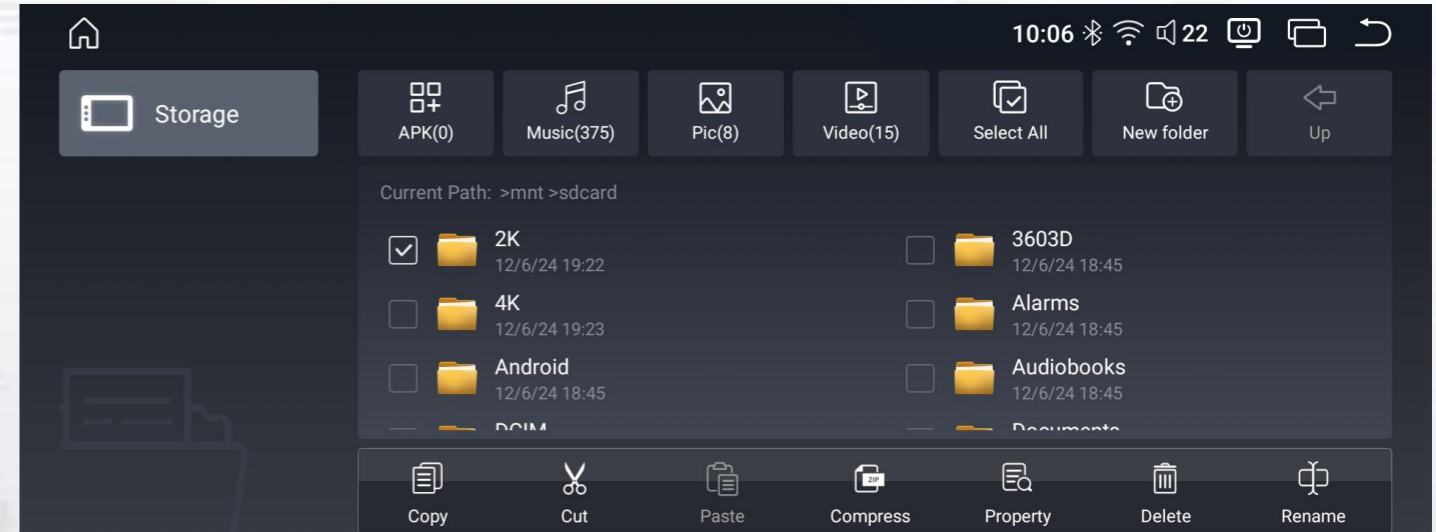 10:06 22
Storage
APK(0) Music(375) Pic(8) Video(15) Select All New folder Up
Current Path: >mnt >sdcard
2K 3603D
12/6/24 19:22 12/6/24 18:45
4K Alarms
12/6/24 19:23 12/6/24 18:45
Android Audiobooks
12/6/24 18:45 12/6/24 18:45
DCIM Documents
ZIP
Copy Cut Paste Compress Property Delete Rename